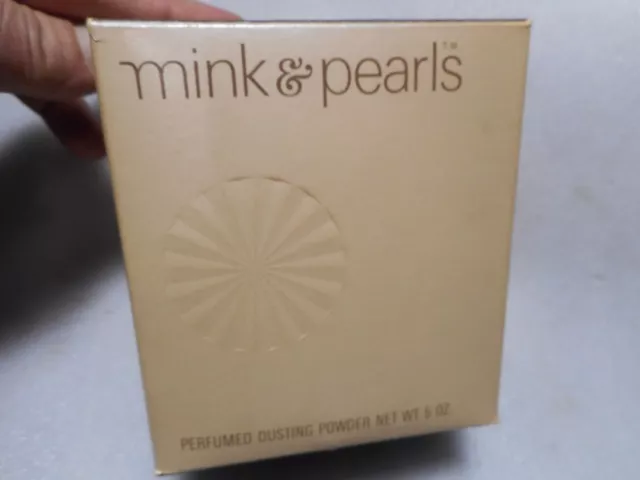 mink & pearls™
PERFUMED DUSTING POWDER NET WT 5 OZ